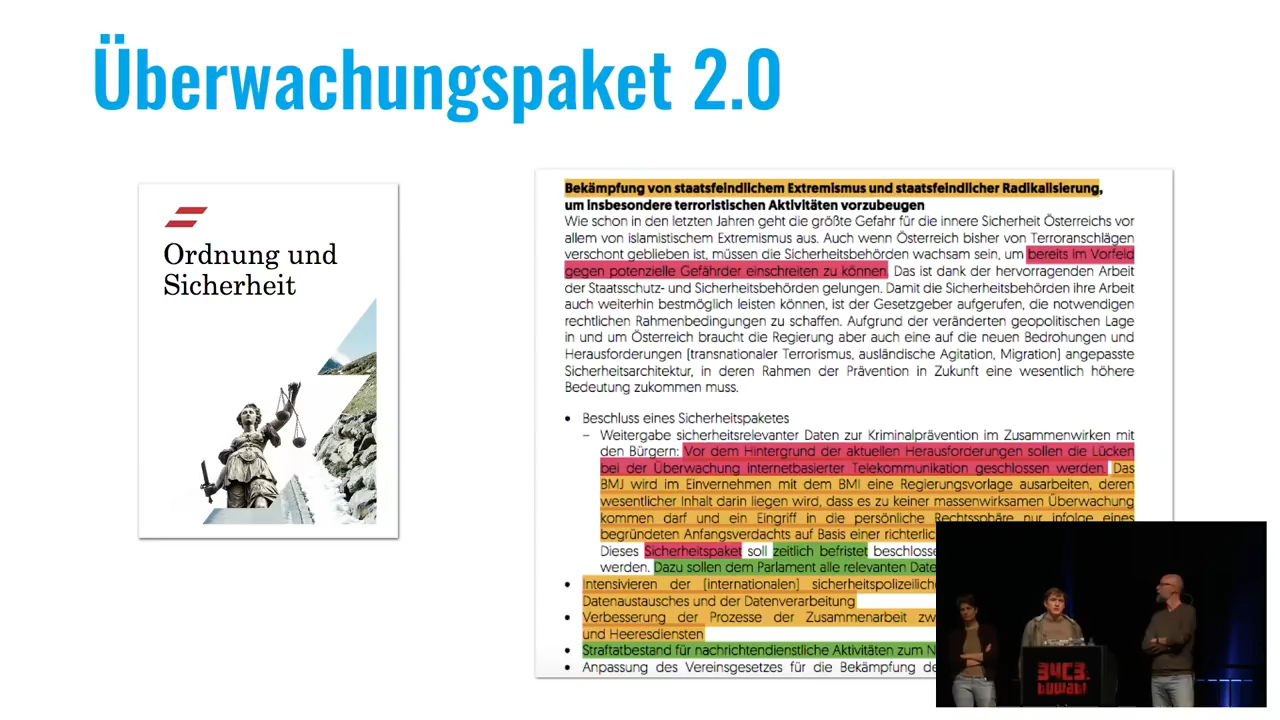 Überwachungspaket 2.0
Ordnung und
Sicherheit
Bekämpfung von staatsfeindlichem Extremismus und staatsfeindlicher Radikalisierung,
um insbesondere terroristischen Aktivitäten vorzubeugen
Wie schon in den letzten Jahren geht die größte Gefahr für die innere Sicherheit Österreichs vor
allem von islamistischem Extremismus aus. Auch wenn Österreich bisher von Terroranschlägen
verschont geblieben ist, müssen die Sicherheitsbehörden wachsam sein, um bereits im Vorfeld
gegen potenzielle Gefährder einschreiten zu können. Das ist dank der hervorragenden Arbeit
der Staatsschutz- und Sicherheitsbehörden gelungen. Damit die Sicherheitsbehörden ihre Arbeit
auch weiterhin bestmöglich leisten können, ist der Gesetzgeber aufgerufen, die notwendigen
rechtlichen Rahmenbedingungen zu schaffen. Aufgrund der veränderten geopolitischen Lage
in und um Österreich braucht die Regierung aber auch eine auf die neuen Bedrohungen und
Herausforderungen [transnationaler Terrorismus, ausländische Agitation, Migration] angepasste
Sicherheitsarchitektur, in deren Rahmen der Prävention in Zukunft eine wesentlich höhere
Bedeutung zukommen muss.
• Beschluss eines Sicherheitspaketes
– Weitergabe sicherheitsrelevanter Daten zur Kriminalprävention im Zusammenwirken mit
den Bürgern: Vor dem Hintergrund der aktuellen Herausforderungen sollen die Lücken
bei der Überwachung internetbasierter Telekommunikation geschlossen werden. Das
BMJ wird im Einvernehmen mit dem BMI eine Regierungsvorlage ausarbeiten, deren
wesentlicher Inhalt darin liegen wird, dass es zu keiner massenwirksamen Überwachung
kommen darf und ein Eingriff in die persönliche Rechtssphäre nur infolge eines
begründeten Anfangsverdachts auf Basis einer richterlic
Dieses Sicherheitspaket soll zeitlich befristet beschlosse
werden. Dazu sollen dem Parlament alle relevanten Date
• Intensivieren der [internationalen] sicherheitspolizeiliche
Datenaustausches und der Datenverarbeitung
• Verbesserung der Prozesse der Zusammenarbeit zw
und Heeresdiensten
• Straftatbestand für nachrichtendienstliche Aktivitäten zum N
• Anpassung des Vereinsgesetzes für die Bekämpfung de
34C3.
tuwat!